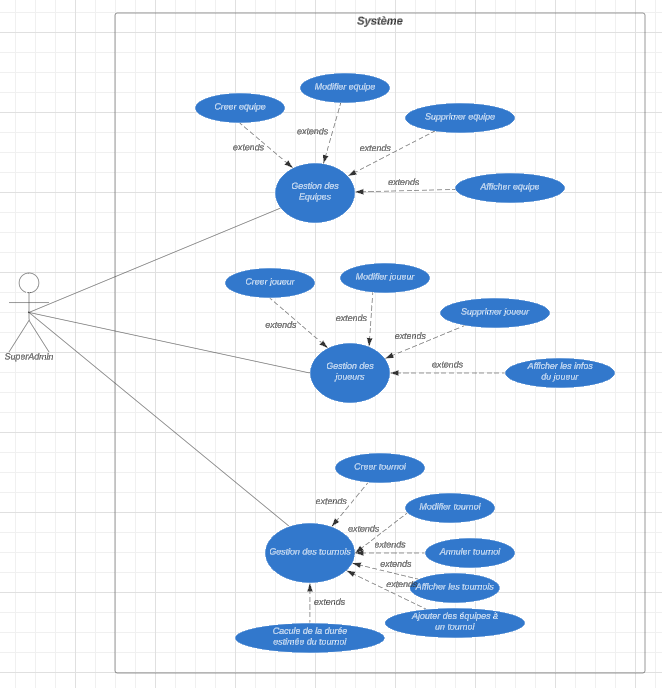 Système
Modifier equipe
Creer equipe
Supprimer equipe
extends
extends
extends
Gestion des
Equipes
extends
Afficher equipe
Creer joueur
Modifier joueur
Supprimer joueur
extends
extends
extends
SuperAdmin
Gestion des
joueurs
extends
Afficher les infos
du joueur
Creer tournoi
extends
Modifier tournoi
extends
Gestion des tournois
extends
Annuler tournoi
extends
extends
Afficher les tournois
extends
Ajouter des équipes à
un tournoi
Cacule de la durée
estimée du tournoi